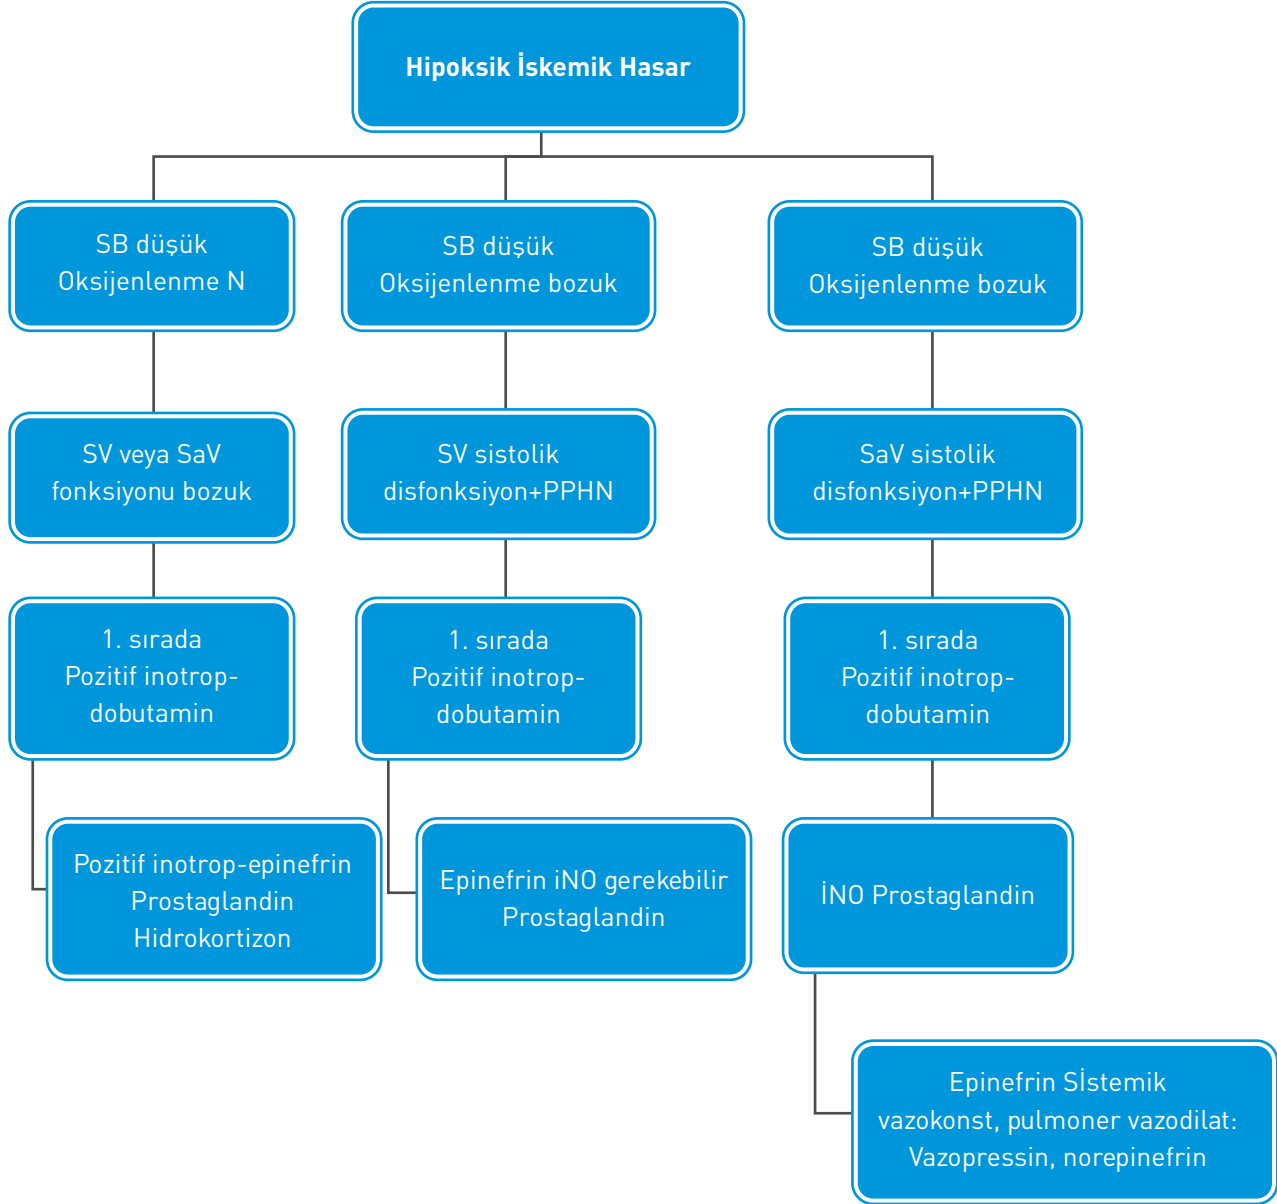 Hipoksik İskemik Hasar
SB düşük
Oksijenlenme N
SB düşük
Oksijenlenme bozuk
SB düşük
Oksijenlenme bozuk
SV veya SaV
fonksiyonu bozuk
SV sistolik
disfonksiyon+PPHN
SaV sistolik
disfonksiyon+PPHN
1. sırada
Pozitif inotrop-
dobutamin
1. sırada
Pozitif inotrop-
dobutamin
1. sırada
Pozitif inotrop-
dobutamin
Pozitif inotrop-epinefrin
Prostaglandin
Hidrokortizon
Epinefrin iNO gerekebilir
Prostaglandin
İNO Prostaglandin
Epinefrin Sİstemik
vazokonst, pulmoner vazodilat:
Vazopressin, norepinefrin